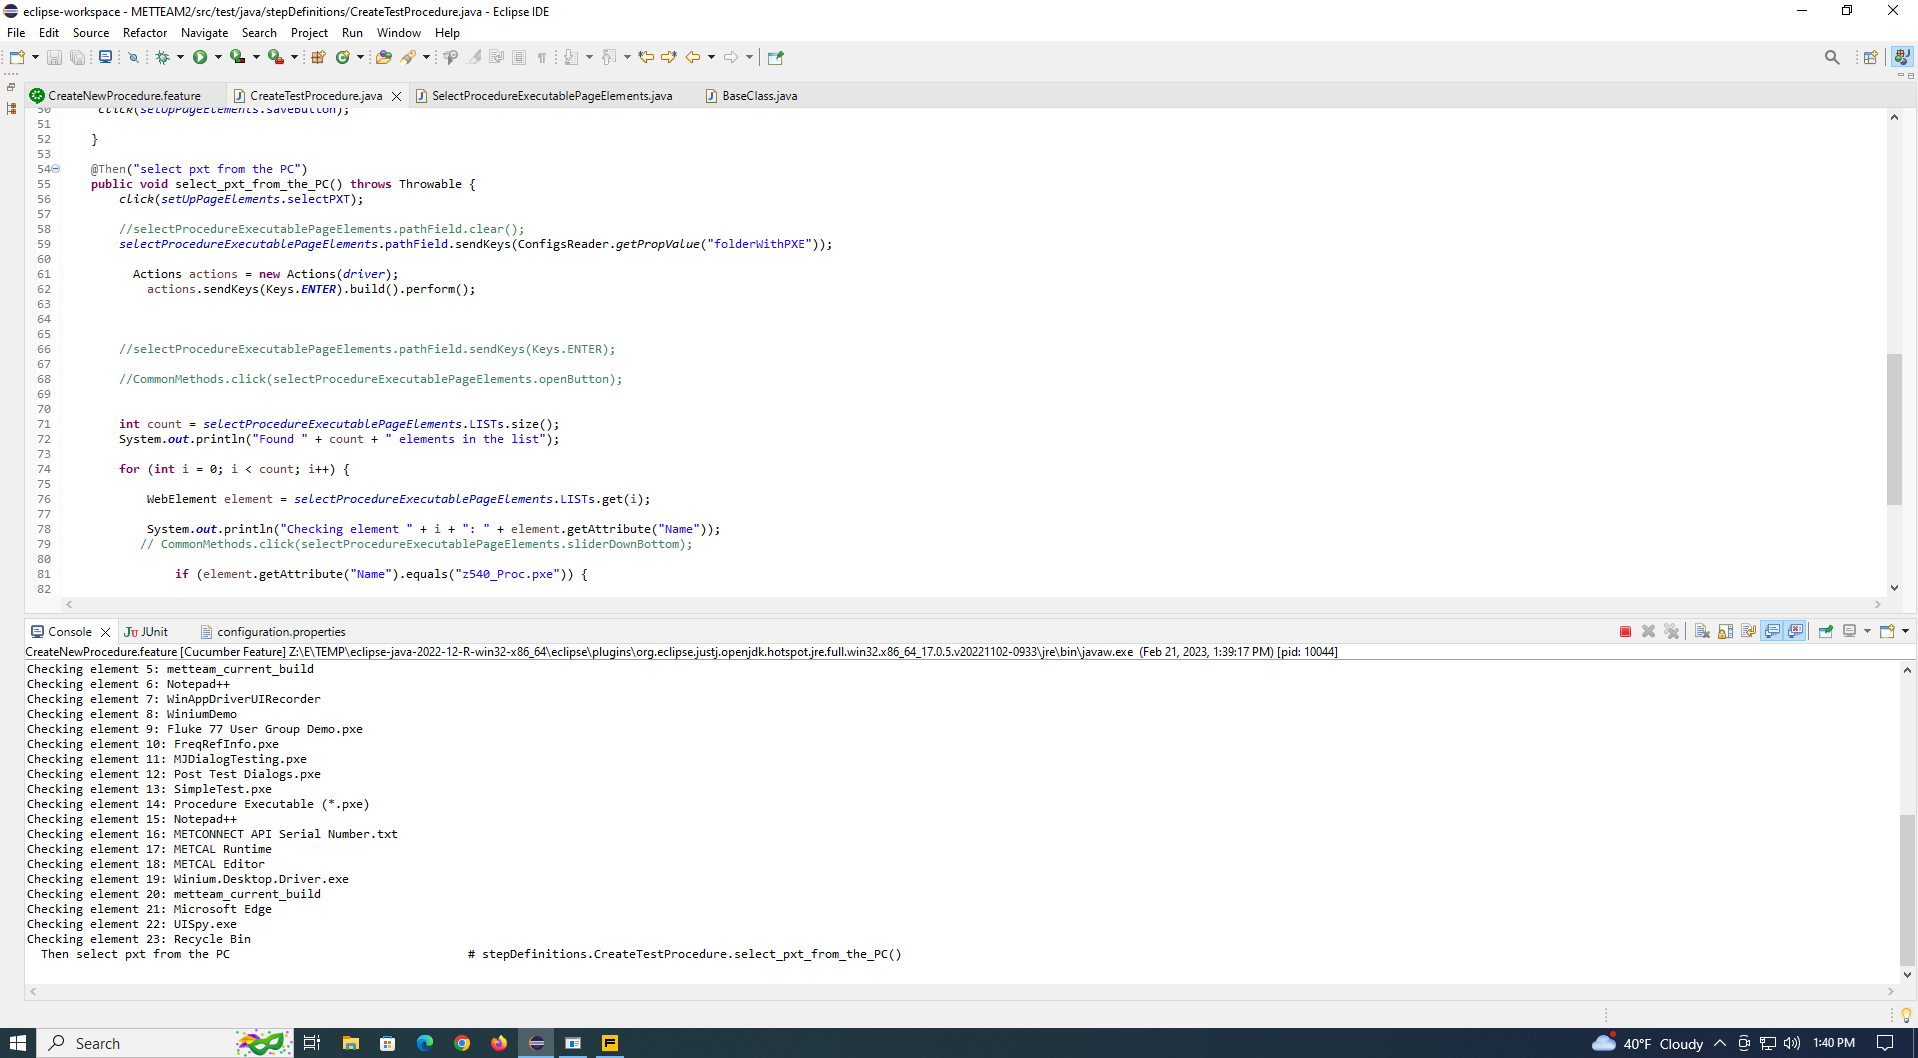 eclipse-workspace - METTEAM2/src/test/java/stepDefinitions/CreateTestProcedure.java - Eclipse IDE
File Edit Source Refactor Navigate Search Project Run Window Help
CreateNewProcedure.feature CreateTestProcedure.java SelectProcedureExecutablePageElements.java BaseClass.java
50 click(setUpPageElements.saveButton);
51
52 }
53
54 @Then("select pxt from the PC")
55 public void select_pxt_from_the_PC() throws Throwable {
56 click(setUpPageElements.selectPXT);
57
58 //selectProcedureExecutablePageElements.pathField.clear();
59 selectProcedureExecutablePageElements.pathField.sendKeys(ConfigsReader.getPropValue("folderWithPXE"));
60
61 Actions actions = new Actions(driver);
62 actions.sendKeys(Keys.ENTER).build().perform();
63
64
65
66 //selectProcedureExecutablePageElements.pathField.sendKeys(Keys.ENTER);
67
68 //CommonMethods.click(selectProcedureExecutablePageElements.openButton);
69
70
71 int count = selectProcedureExecutablePageElements.LISTs.size();
72 System.out.println("Found " + count + " elements in the list");
73
74 for (int i = 0; i < count; i++) {
75
76 WebElement element = selectProcedureExecutablePageElements.LISTs.get(i);
77
78 System.out.println("Checking element " + i + ": " + element.getAttribute("Name"));
79 // CommonMethods.click(selectProcedureExecutablePageElements.sliderDownBottom);
80
81 if (element.getAttribute("Name").equals("z540_Proc.pxe")) {
82
Console JUnit configuration.properties
CreateNewProcedure.feature [Cucumber Feature] Z:\E\TEMP\eclipse-java-2022-12-R-win32-x86_64\eclipse\plugins\org.eclipse.justj.openjdk.hotspot.jre.full.win32.x86_64_17.0.5.v20221102-0933\jre\bin\javaw.exe (Feb 21, 2023, 1:39:17 PM) [pid: 10044]
Checking element 5: metteam_current_build
Checking element 6: Notepad++
Checking element 7: WinAppDriverUIRecorder
Checking element 8: WiniumDemo
Checking element 9: Fluke 77 User Group Demo.pxe
Checking element 10: FreqRefInfo.pxe
Checking element 11: MJDialogTesting.pxe
Checking element 12: Post Test Dialogs.pxe
Checking element 13: SimpleTest.pxe
Checking element 14: Procedure Executable (*.pxe)
Checking element 15: Notepad++
Checking element 16: METCONNECT API Serial Number.txt
Checking element 17: METCAL Runtime
Checking element 18: METCAL Editor
Checking element 19: Winium.Desktop.Driver.exe
Checking element 20: metteam_current_build
Checking element 21: Microsoft Edge
Checking element 22: UISpy.exe
Checking element 23: Recycle Bin
Then select pxt from the PC # stepDefinitions.CreateTestProcedure.select_pxt_from_the_PC()
Search 40°F Cloudy 1:40 PM